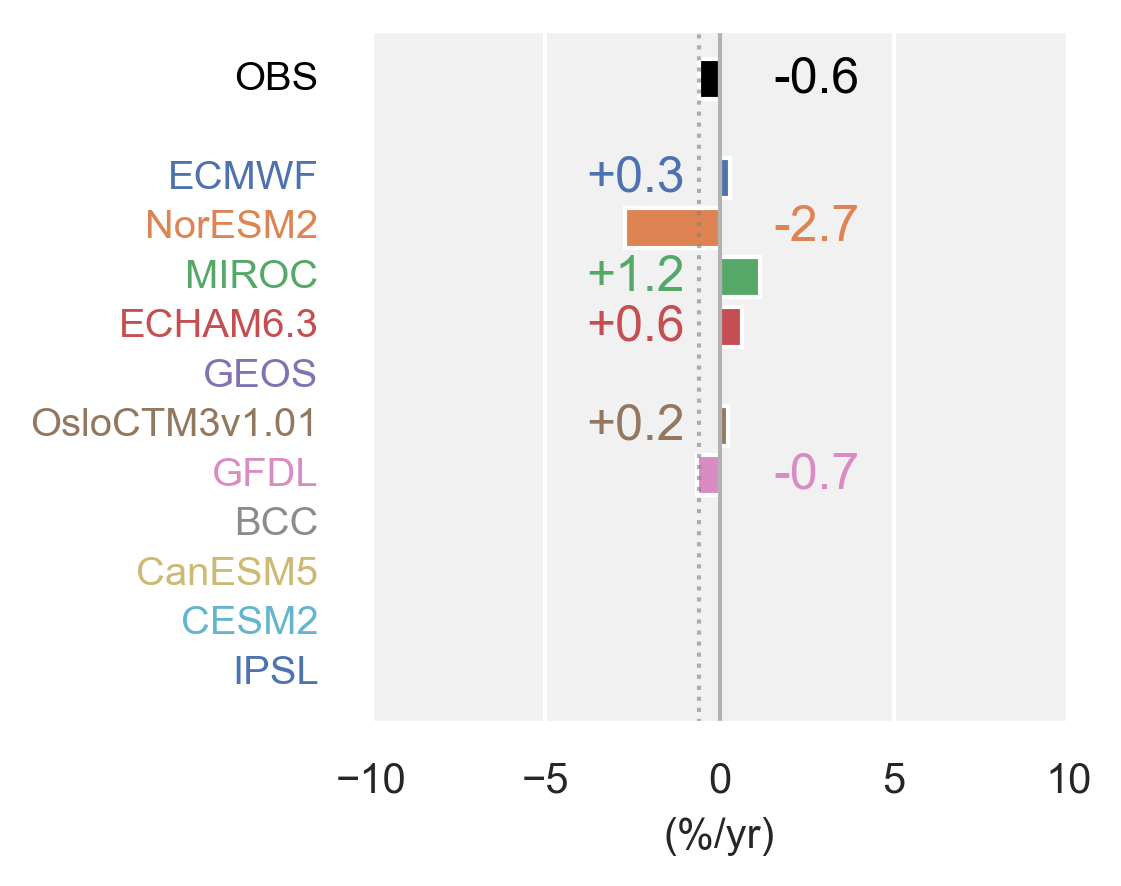 OBS -0.6
ECMWF +0.3
NorESM2 -2.7
MIROC +1.2
ECHAM6.3 +0.6
GEOS
OsloCTM3v1.01 +0.2
GFDL -0.7
BCC
CanESM5
CESM2
IPSL
−10 −5 0 5 10
(%/yr)